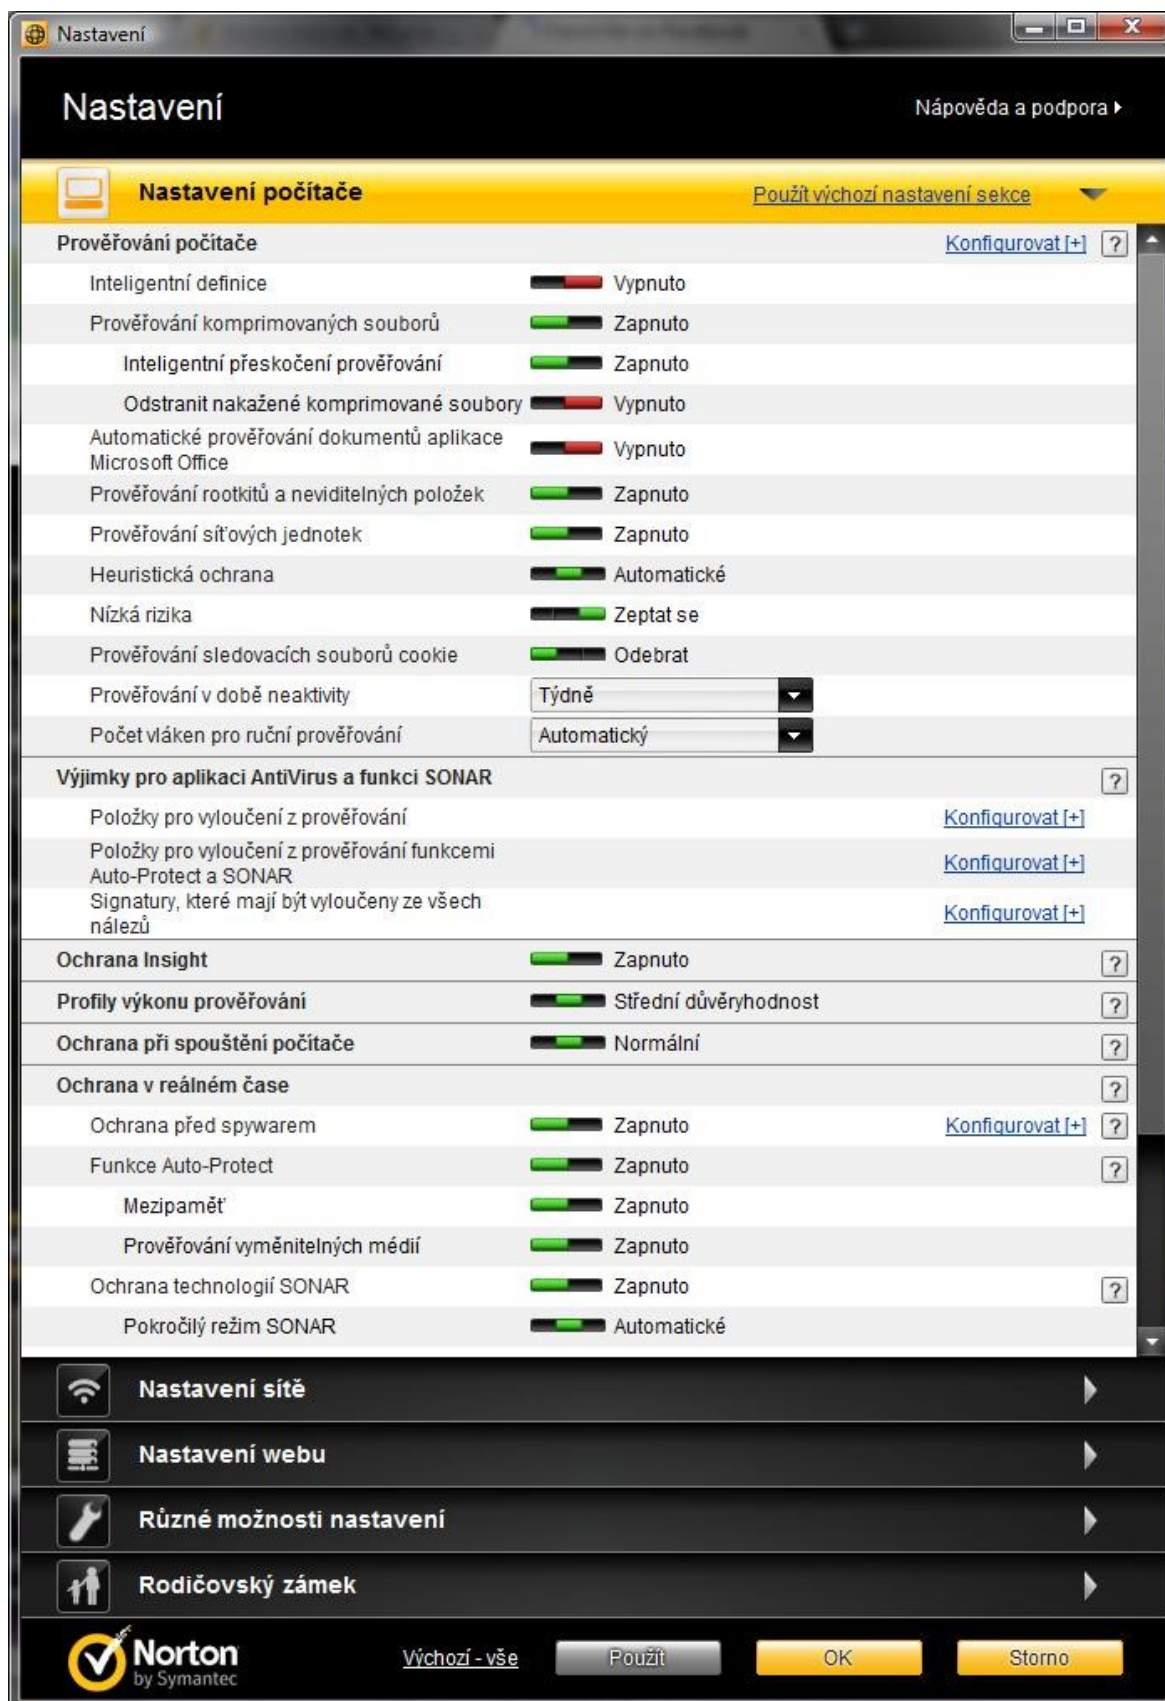 Nastavení
Nastavení
Nápověda a podpora
Nastavení počítače
Použít výchozí nastavení sekce
Prověřování počítače
Konfigurovat [+] ?
Inteligentní definice Vypnuto
Prověřování komprimovaných souborů Zapnuto
Inteligentní přeskočení prověřování Zapnuto
Odstranit nakažené komprimované soubory Vypnuto
Automatické prověřování dokumentů aplikace
Microsoft Office Vypnuto
Prověřování rootkitů a neviditelných položek Zapnuto
Prověřování síťových jednotek Zapnuto
Heuristická ochrana Automatické
Nízká rizika Zeptat se
Prověřování sledovacích souborů cookie Odebrat
Prověřování v době neaktivity Týdně
Počet vláken pro ruční prověřování Automatický
Výjimky pro aplikaci AntiVirus a funkci SONAR ?
Položky pro vyloučení z prověřování Konfigurovat [+]
Položky pro vyloučení z prověřování funkcemi
Auto-Protect a SONAR Konfigurovat [+]
Signatury, které mají být vyloučeny ze všech
nálezů Konfigurovat [+]
Ochrana Insight Zapnuto ?
Profily výkonu prověřování Střední důvěryhodnost ?
Ochrana při spouštění počítače Normální ?
Ochrana v reálném čase ?
Ochrana před spywarem Zapnuto Konfigurovat [+] ?
Funkce Auto-Protect Zapnuto ?
Mezipaměť Zapnuto
Prověřování vyměnitelných médií Zapnuto
Ochrana technologií SONAR Zapnuto ?
Pokročilý režim SONAR Automatické
Nastavení sítě
Nastavení webu
Různé možnosti nastavení
Rodičovský zámek
Norton
by Symantec
Výchozí - vše
Použít
OK
Storno